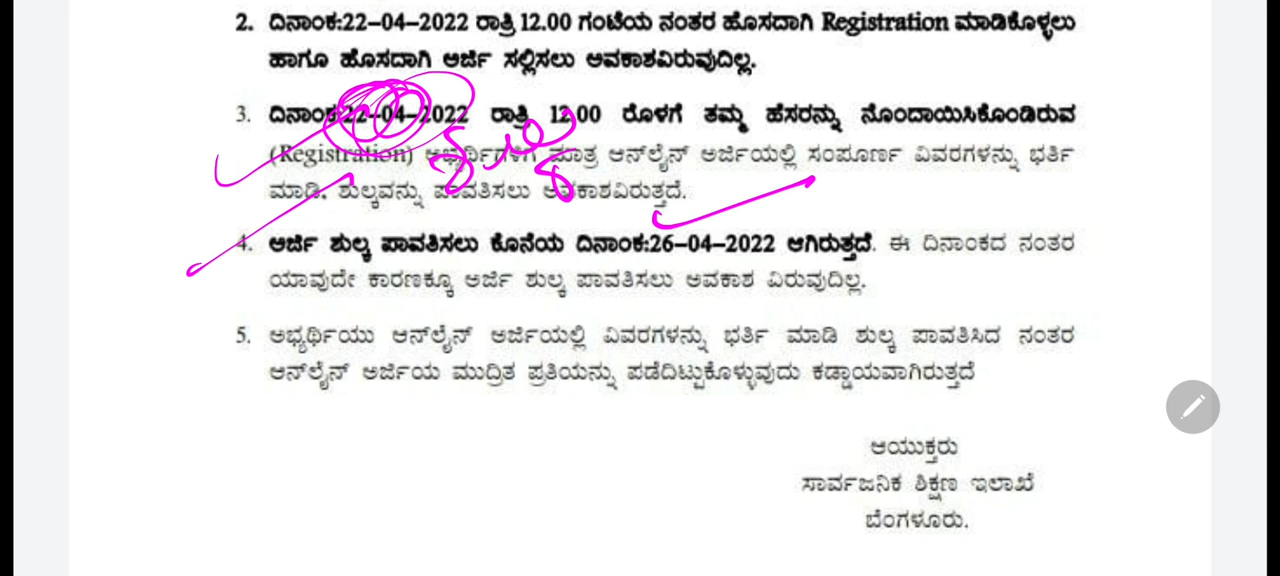 2. ದಿನಾಂಕ:22-04-2022 ರಾತ್ರಿ 12.00 ಗಂಟೆಯ ನಂತರ ಹೊಸದಾಗಿ Registration ಮಾಡಿಕೊಳ್ಳಲು
ಹಾಗೂ ಹೊಸದಾಗಿ ಅರ್ಜಿ ಸಲ್ಲಿಸಲು ಅವಕಾಶವಿರುವುದಿಲ್ಲ.
3. ದಿನಾಂಕ:22-04-2022 ರಾತ್ರಿ 12.00 ರೊಳಗೆ ತಮ್ಮ ಹೆಸರನ್ನು ನೊಂದಾಯಿಸಿಕೊಂಡಿರುವ
(Registration) ಅಭ್ಯರ್ಥಿಗಳಿಗೆ ಮಾತ್ರ ಆನ್‌ಲೈನ್ ಅರ್ಜಿಯಲ್ಲಿ ಸಂಪೂರ್ಣ ವಿವರಗಳನ್ನು ಭರ್ತಿ
ಮಾಡಿ, ಶುಲ್ಕವನ್ನು ಪಾವತಿಸಲು ಅವಕಾಶವಿರುತ್ತದೆ.
4. ಅರ್ಜಿ ಶುಲ್ಕ ಪಾವತಿಸಲು ಕೊನೆಯ ದಿನಾಂಕ:26-04-2022 ಆಗಿರುತ್ತದೆ. ಈ ದಿನಾಂಕದ ನಂತರ
ಯಾವುದೇ ಕಾರಣಕ್ಕೂ ಅರ್ಜಿ ಶುಲ್ಕ ಪಾವತಿಸಲು ಅವಕಾಶ ವಿರುವುದಿಲ್ಲ.
5. ಅಭ್ಯರ್ಥಿಯು ಆನ್‌ಲೈನ್ ಅರ್ಜಿಯಲ್ಲಿ ವಿವರಗಳನ್ನು ಭರ್ತಿ ಮಾಡಿ ಶುಲ್ಕ ಪಾವತಿಸಿದ ನಂತರ
ಆನ್‌ಲೈನ್ ಅರ್ಜಿಯ ಮುದ್ರಿತ ಪ್ರತಿಯನ್ನು ಪಡೆದಿಟ್ಟುಕೊಳ್ಳುವುದು ಕಡ್ಡಾಯವಾಗಿರುತ್ತದೆ
ಆಯುಕ್ತರು
ಸಾರ್ವಜನಿಕ ಶಿಕ್ಷಣ ಇಲಾಖೆ
ಬೆಂಗಳೂರು.